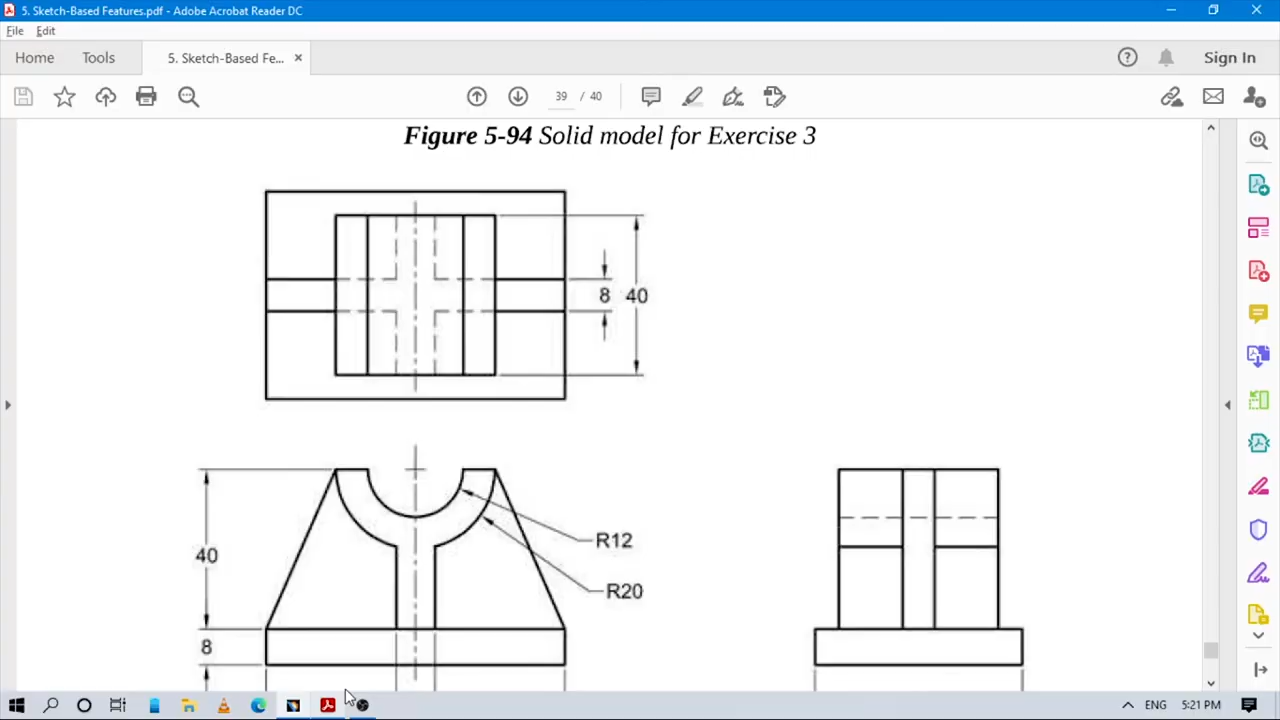 5. Sketch-Based Features.pdf - Adobe Acrobat Reader DC
File Edit
Home Tools 5. Sketch-Based Fe... Sign In
39 / 40
Figure 5-94 Solid model for Exercise 3
8 40
R12
40
R20
8
ENG 5:21 PM